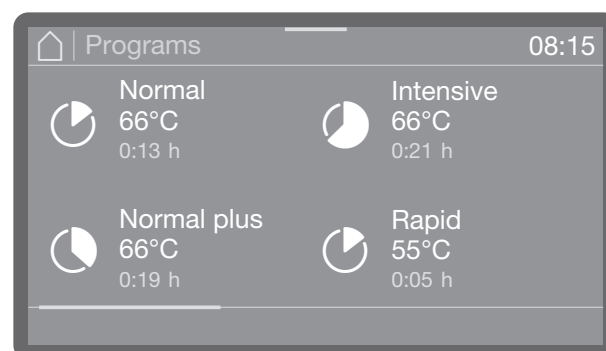 Programs
08:15
Normal
66°C
0:13 h
Intensive
66°C
0:21 h
Normal plus
66°C
0:19 h
Rapid
55°C
0:05 h